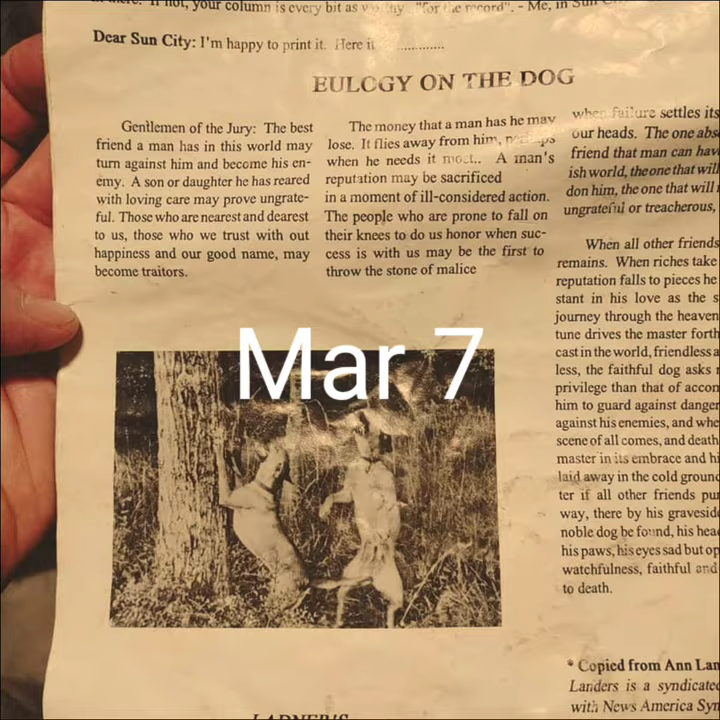 not, your column is every bit as "for the record". - Me, in Sun
Dear Sun City: I'm happy to print it. Here it ..............
EULOGY ON THE DOG
Gentlemen of the Jury: The best
friend a man has in this world may
turn against him and become his en-
emy. A son or daughter he has reared
with loving care may prove ungrate-
ful. Those who are nearest and dearest
to us, those who we trust with out
happiness and our good name, may
become traitors.
The money that a man has he may
lose. It flies away from him,
when he needs it most.. A man's
reputation may be sacrificed
in a moment of ill-considered action.
The people who are prone to fall on
their knees to do us honor when suc-
cess is with us may be the first to
throw the stone of malice
when failure settles its
our heads. The one abs
friend that man can hav
ish world, the one that will
don him, the one that will
ungrateful or treacherous,
When all other friends
remains. When riches take
reputation falls to pieces he
stant in his love as the s
journey through the heaven
tune drives the master forth
cast in the world, friendless a
less, the faithful dog asks
privilege than that of accom
him to guard against danger
against his enemies, and whe
scene of all comes, and death
master in its embrace and hi
laid away in the cold ground
ter if all other friends pur
way, there by his graveside
noble dog be found, his head
his paws, his eyes sad but op
watchfulness, faithful and
to death.
Mar 7
* Copied from Ann Lan
Landers is a syndicated
with News America Syn
LADNER'S